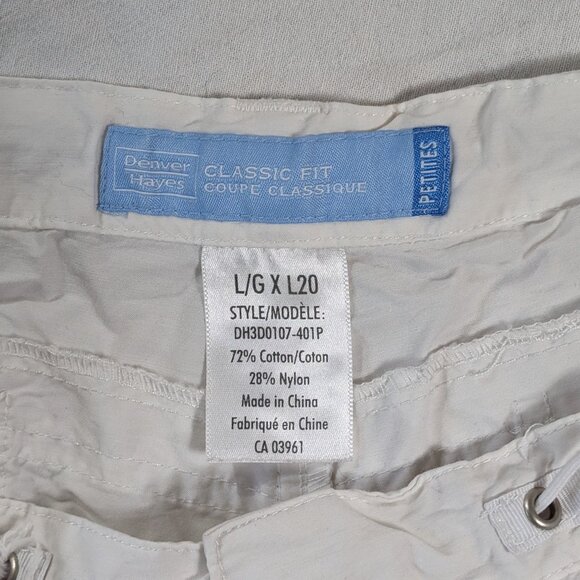 Denver
Hayes
CLASSIC FIT
COUPE CLASSIQUE
PETITES
L/G X L20
STYLE/MODÈLE:
DH3D0107-401P
72% Cotton/Coton
28% Nylon
Made in China
Fabriqué en Chine
CA 03961